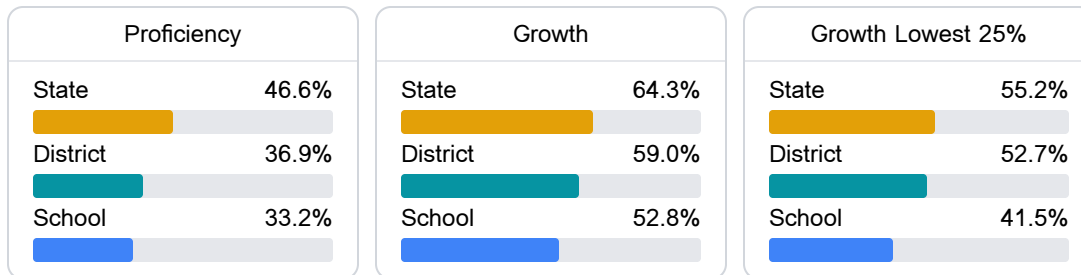 Proficiency
State 46.6%
District 36.9%
School 33.2%
Growth
State 64.3%
District 59.0%
School 52.8%
Growth Lowest 25%
State 55.2%
District 52.7%
School 41.5%